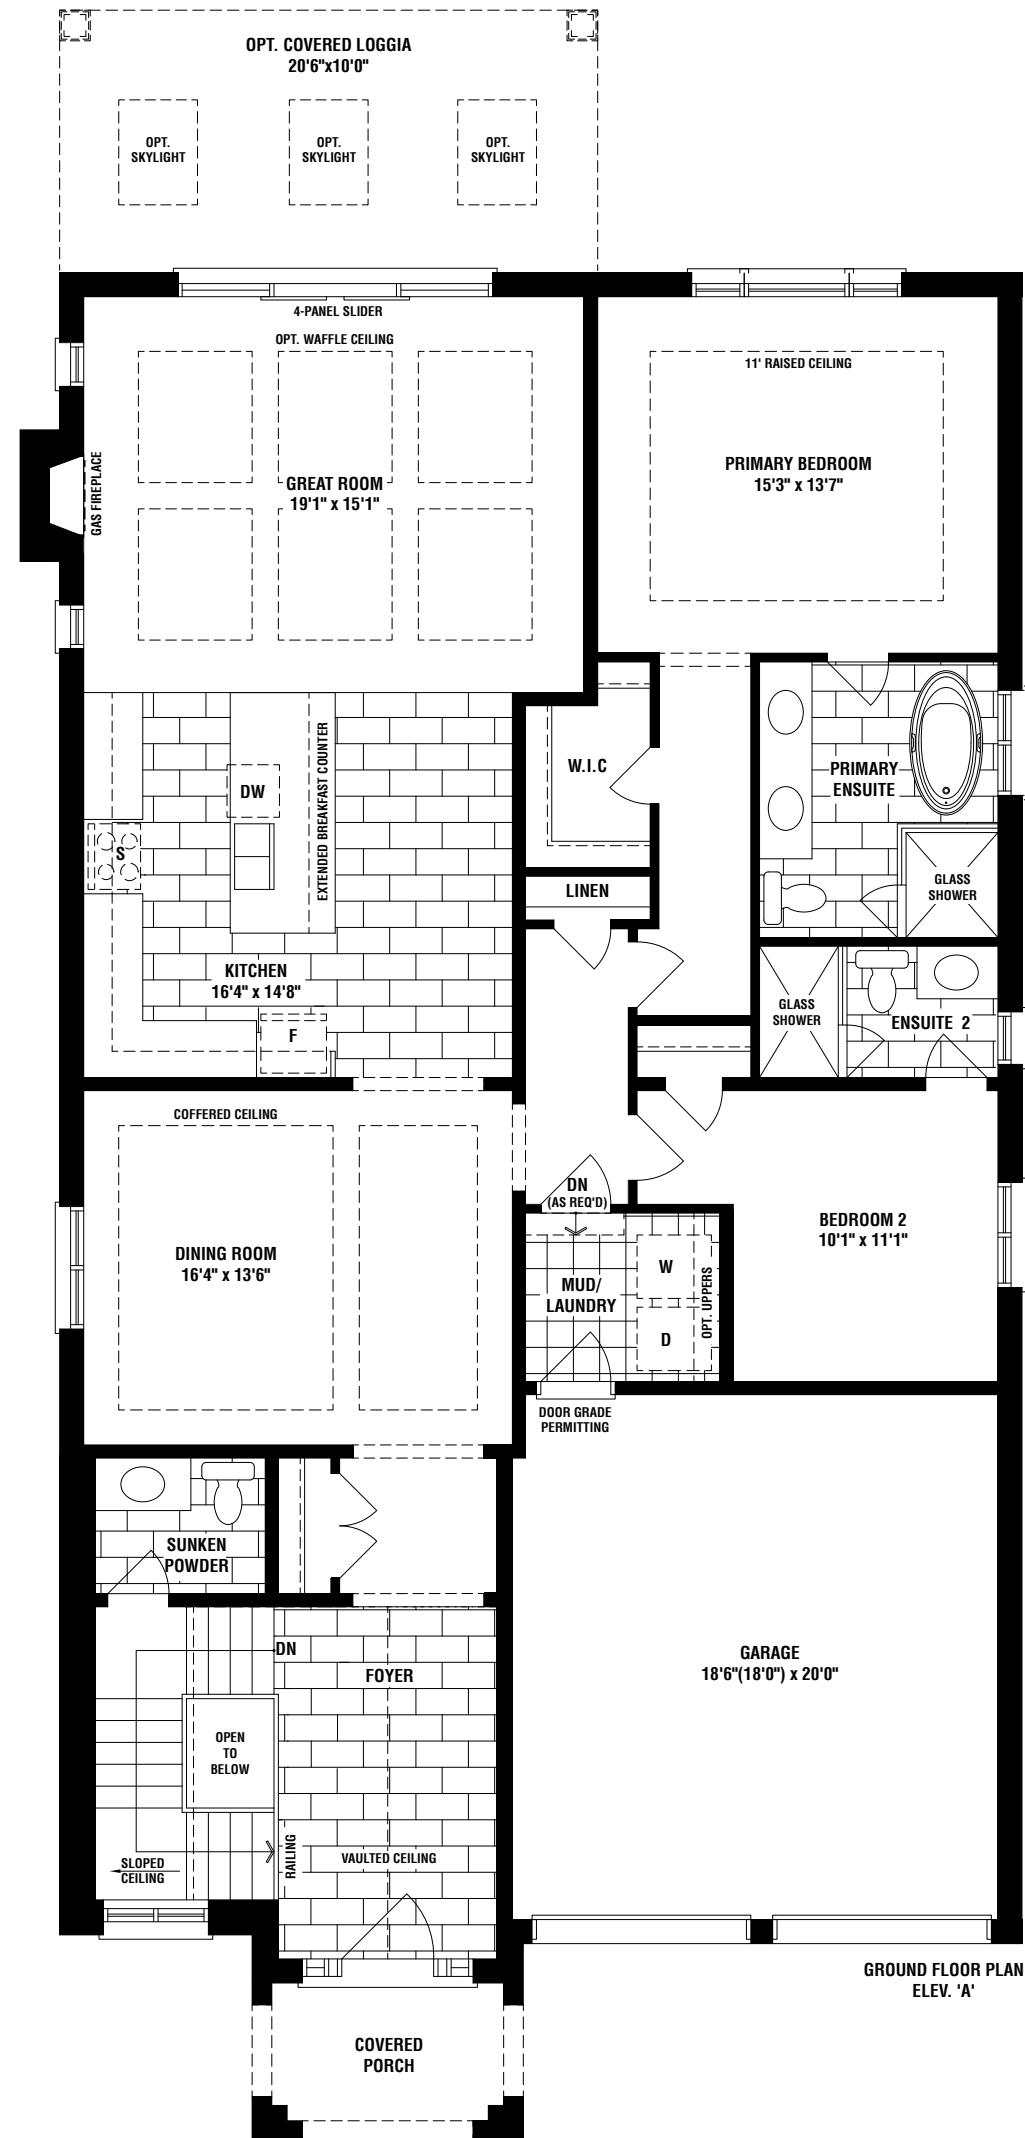 OPT. COVERED LOGGIA
20'6"x10'0"
OPT.
SKYLIGHT
OPT.
SKYLIGHT
OPT.
SKYLIGHT
4-PANEL SLIDER
OPT. WAFFLE CEILING
11' RAISED CEILING
GAS FIREPLACE
GREAT ROOM
19'1" x 15'1"
PRIMARY BEDROOM
15'3" x 13'7"
EXTENDED BREAKFAST COUNTER
DW
S
W.I.C
PRIMARY
ENSUITE
LINEN
GLASS
SHOWER
KITCHEN
16'4" x 14'8"
F
GLASS
SHOWER
ENSUITE 2
COFFERED CEILING
DINING ROOM
16'4" x 13'6"
DN
(AS REQ'D)
BEDROOM 2
10'1" x 11'1"
MUD/
LAUNDRY
W
D
OPT. UPPERS
DOOR GRADE
PERMITTING
SUNKEN
POWDER
DN
FOYER
GARAGE
18'6"(18'0") x 20'0"
OPEN
TO
BELOW
RAILING
VAULTED CEILING
SLOPED
CEILING
GROUND FLOOR PLAN
ELEV. 'A'
COVERED
PORCH